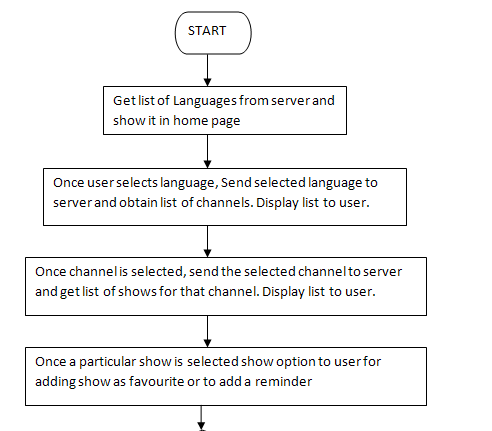 START
Get list of Languages from server and
show it in home page
Once user selects language, Send selected language to
server and obtain list of channels. Display list to user.
Once channel is selected, send the selected channel to server
and get list of shows for that channel. Display list to user.
Once a particular show is selected show option to user for
adding show as favourite or to add a reminder